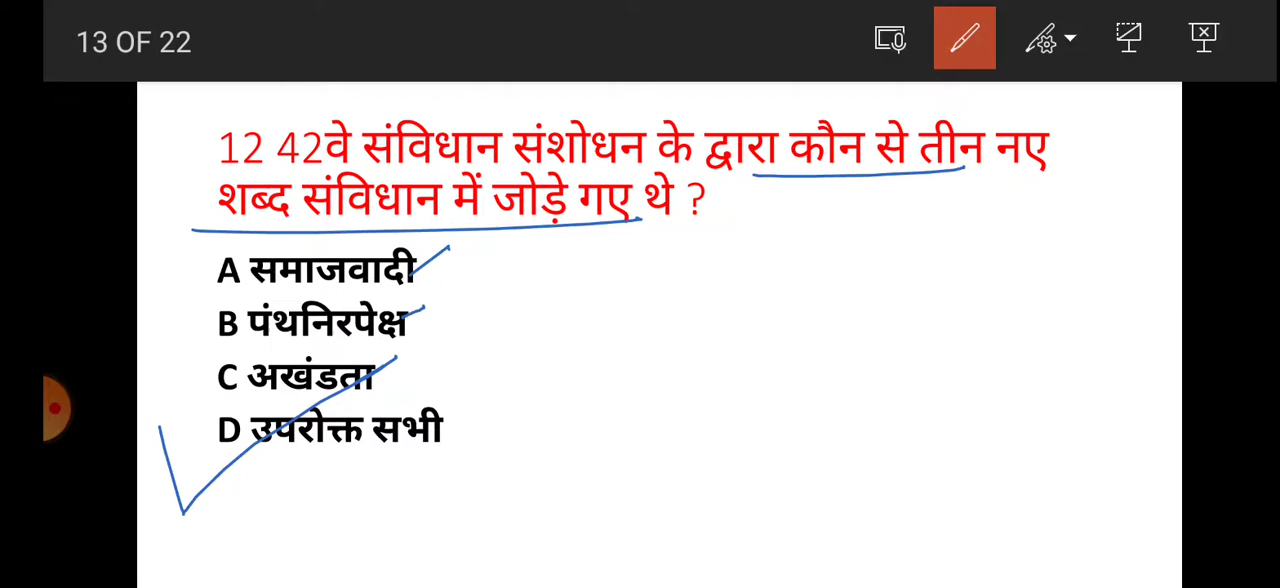 13 OF 22
12 42वे संविधान संशोधन के द्वारा कौन से तीन नए
शब्द संविधान में जोड़े गए थे ?
A समाजवादी
B पंथनिरपेक्ष
C अखंडता
D उपरोक्त सभी